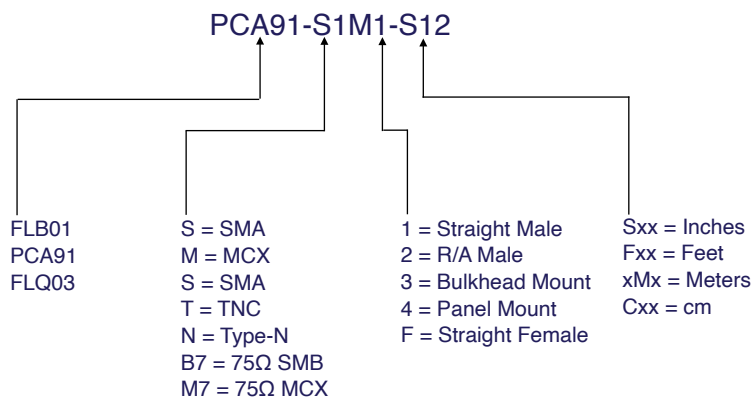 PCA91-S1M1-S12
FLB01
PCA91
FLQ03
S = SMA
M = MCX
S = SMA
T = TNC
N = Type-N
B7 = 75Ω SMB
M7 = 75Ω MCX
1 = Straight Male
2 = R/A Male
3 = Bulkhead Mount
4 = Panel Mount
F = Straight Female
Sxx = Inches
Fxx = Feet
xMx = Meters
Cxx = cm